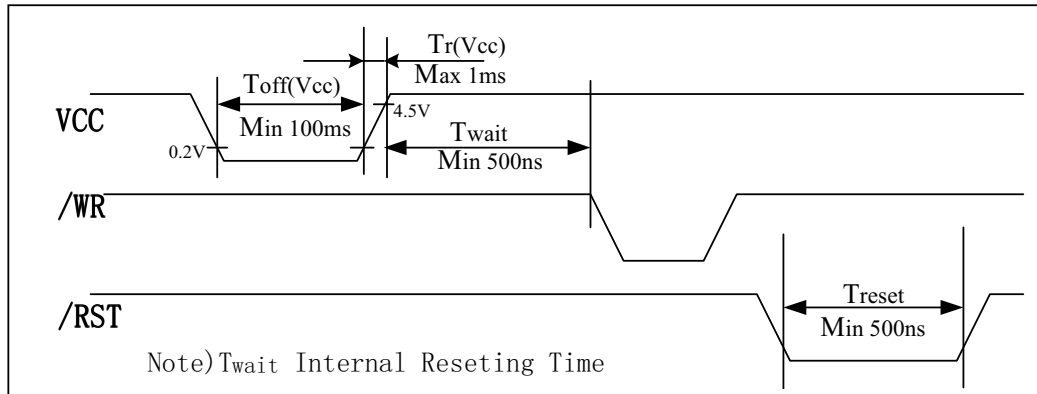 Tr(Vcc)
Max 1ms
Toff(Vcc)
Min 100ms
VCC
4.5V
0.2V
Twait
Min 500ns
/WR
/RST
Treset
Min 500ns
Note)Twait Internal Reseting Time